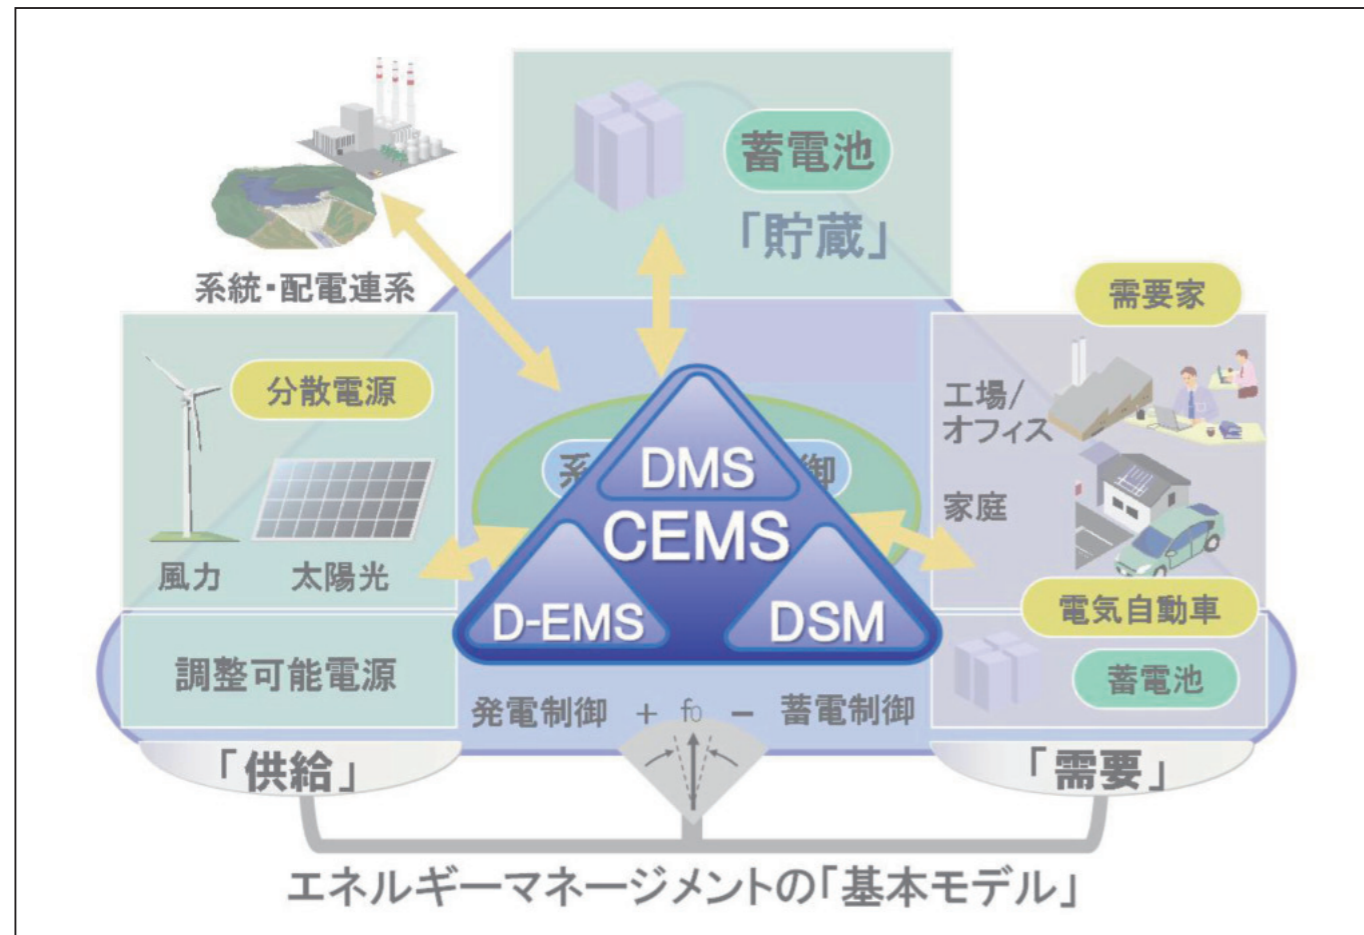 蓄電池
「貯蔵」
系統・配電連系
需要家
分散電源
工場/
オフィス
家庭
風力
太陽光
系
御
DMS
CEMS
D-EMS
DSM
電気自動車
調整可能電源
蓄電池
発電制御 + f0 − 蓄電制御
「供給」
「需要」
エネルギーマネージメントの「基本モデル」